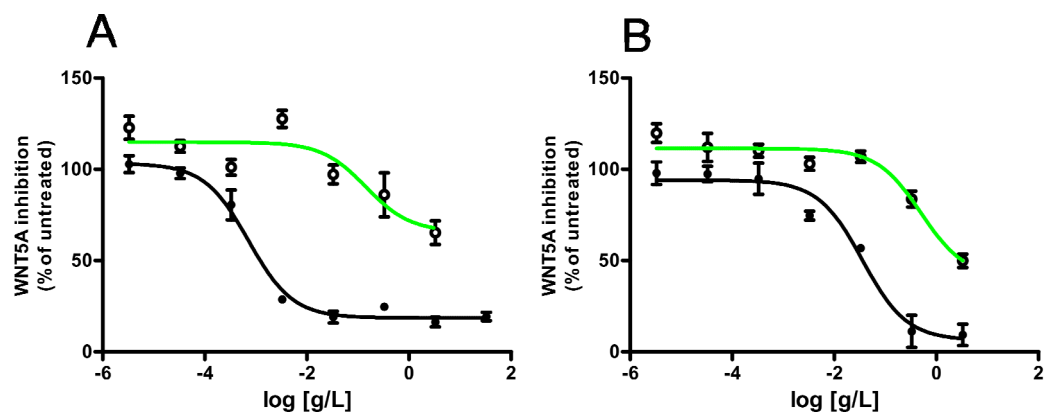 A
B
WNT5A inhibition
(% of untreated)
150
100
50
0
-6
-4
-2
0
2
log [g/L]
WNT5A inhibition
(% of untreated)
150
100
50
0
-6
-4
-2
0
2
log [g/L]